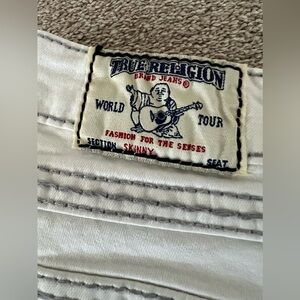 TRUE RELIGION
BRAND JEANS®
WORLD TOUR
FASHION FOR THE SENSES
SECTION SKINNY SEAT